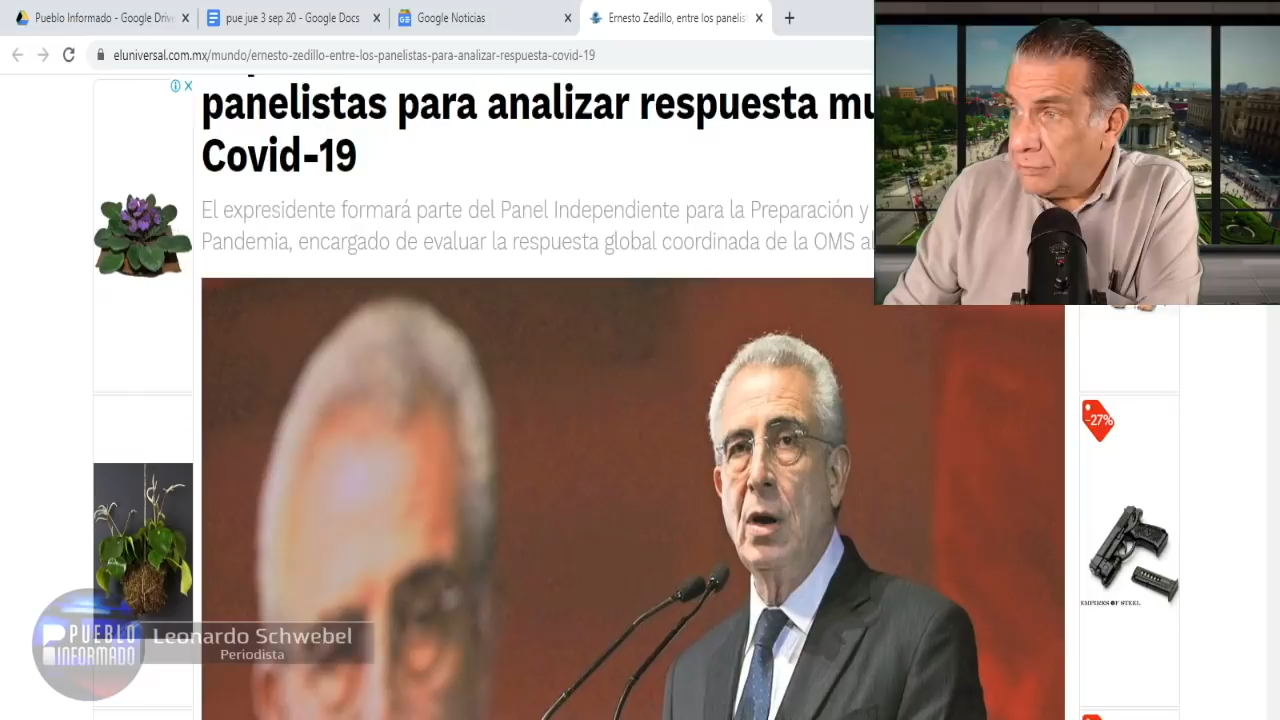 Pueblo Informado - Google Drive
pue jue 3 sep 20 - Google Docs
Google Noticias
Ernesto Zedillo, entre los panelis
eluniversal.com.mx/mundo/ernesto-zedillo-entre-los-panelistas-para-analizar-respuesta-covid-19
panelistas para analizar respuesta mu
Covid-19
El expresidente formará parte del Panel Independiente para la Preparación y
Pandemia, encargado de evaluar la respuesta global coordinada de la OMS al
-27%
EMPIRES OF STEEL
PUEBLO
INFORMADO
Leonardo Schwebel
Periodista